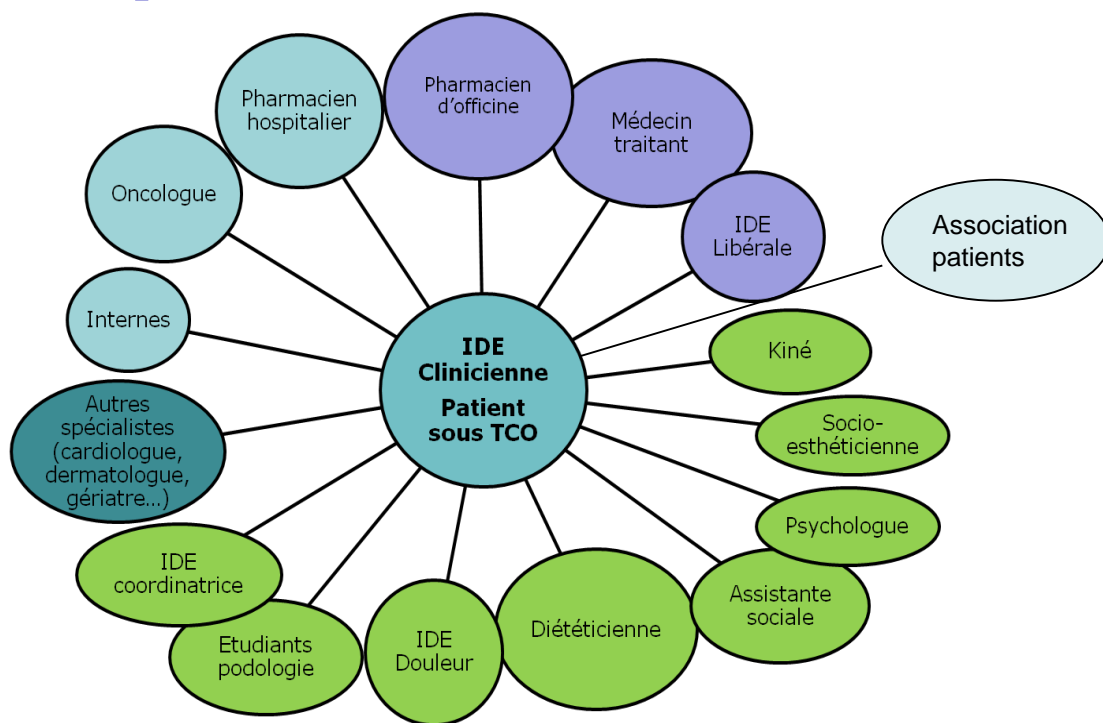 Pharmacien
hospitalier
Pharmacien
d'officine
Médecin
traitant
IDE
Libérale
Association
patients
Oncologue
Internes
IDE
Clinicienne
Patient
sous TCO
Kiné
Autres
spécialistes
(cardiologue,
dermatologue,
gériatre...)
Socio-
esthéticienne
Psychologue
IDE
coordinatrice
Etudiants
podologie
IDE
Douleur
Diététicienne
Assistante
sociale